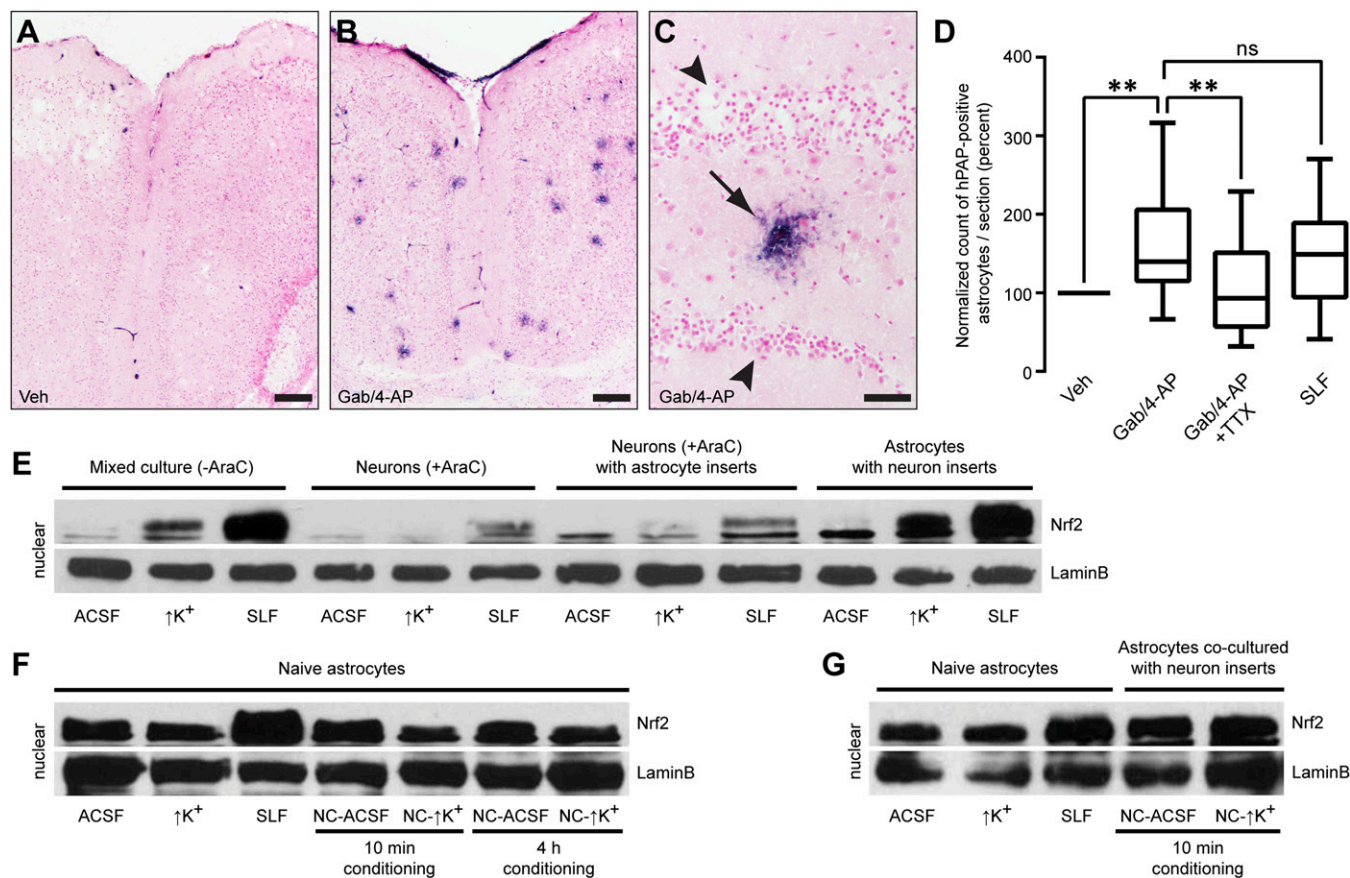 A
Veh
B
Gab/4-AP
C
Gab/4-AP
D
Normalized count of hPAP-positive
astrocytes / section (percent)
400
300
200
100
0
**
**
ns
Veh
Gab/4-AP
Gab/4-AP
+TTX
SLF
E
Mixed culture (-AraC)
Neurons (+AraC)
Neurons (+AraC)
with astrocyte inserts
Astrocytes
with neuron inserts
nuclear
Nrf2
LaminB
ACSF ↑K+ SLF ACSF ↑K+ SLF ACSF ↑K+ SLF ACSF ↑K+ SLF
F
Naive astrocytes
nuclear
Nrf2
LaminB
ACSF ↑K+ SLF NC-ACSF NC-↑K+ NC-ACSF NC-↑K+
10 min
conditioning
4 h
conditioning
G
Naive astrocytes
Astrocytes co-cultured
with neuron inserts
nuclear
Nrf2
LaminB
ACSF ↑K+ SLF NC-ACSF NC-↑K+
10 min
conditioning